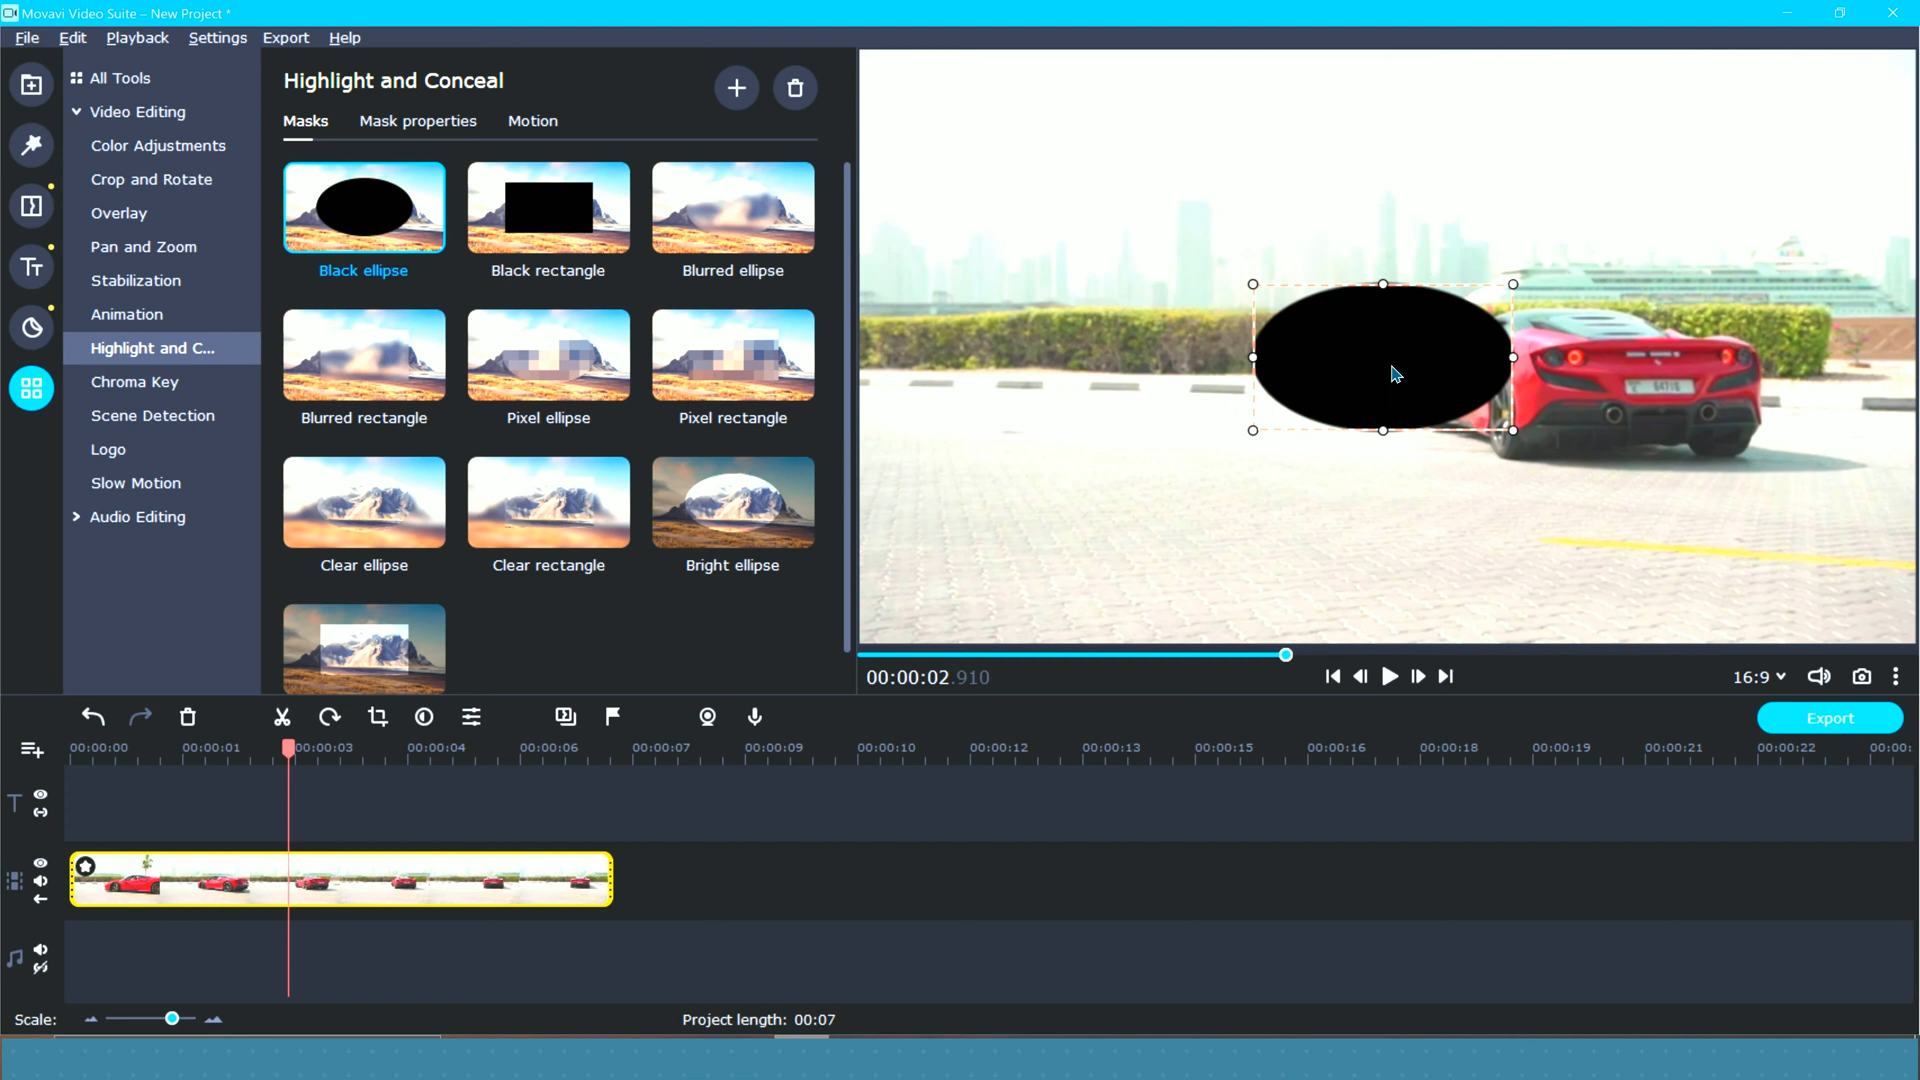 Movavi Video Suite – New Project *
File Edit Playback Settings Export Help
All Tools
Video Editing
Color Adjustments
Crop and Rotate
Overlay
Pan and Zoom
Stabilization
Animation
Highlight and C...
Chroma Key
Scene Detection
Logo
Slow Motion
Audio Editing
Highlight and Conceal
Masks Mask properties Motion
Black ellipse Black rectangle Blurred ellipse
Blurred rectangle Pixel ellipse Pixel rectangle
Clear ellipse Clear rectangle Bright ellipse
00:00:02.910
16:9
Export
00:00:00 00:00:01 00:00:03 00:00:04 00:00:06 00:00:07 00:00:09 00:00:10 00:00:12 00:00:13 00:00:15 00:00:16 00:00:18 00:00:19 00:00:21 00:00:22 00:00:
Scale:
Project length: 00:07